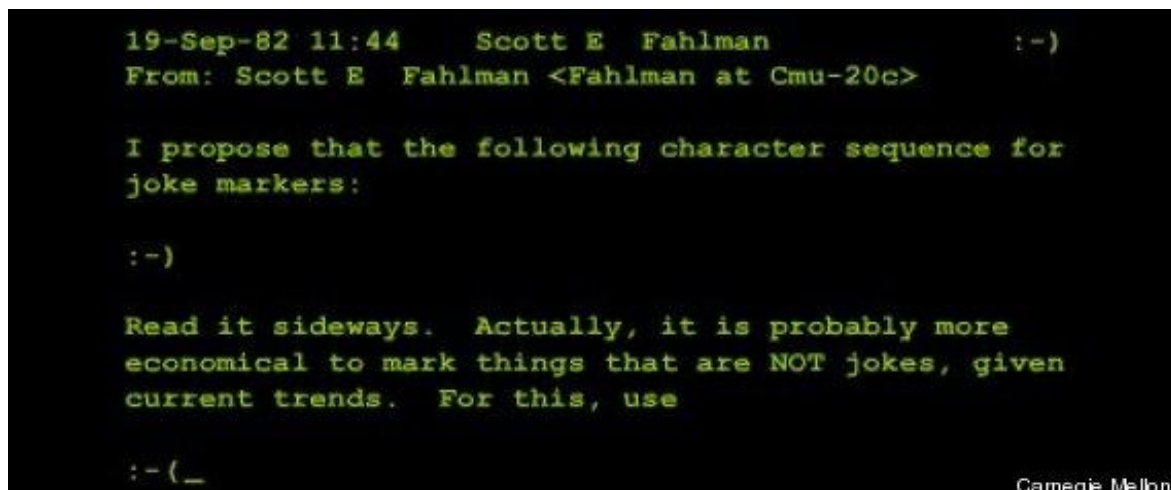 19-Sep-82 11:44    Scott E  Fahlman             :-)
From: Scott E  Fahlman <Fahlman at Cmu-20c>
I propose that the following character sequence for
joke markers:
:-)
Read it sideways.  Actually, it is probably more
economical to mark things that are NOT jokes, given
current trends.  For this, use
:-(_
Carnegie Mellon